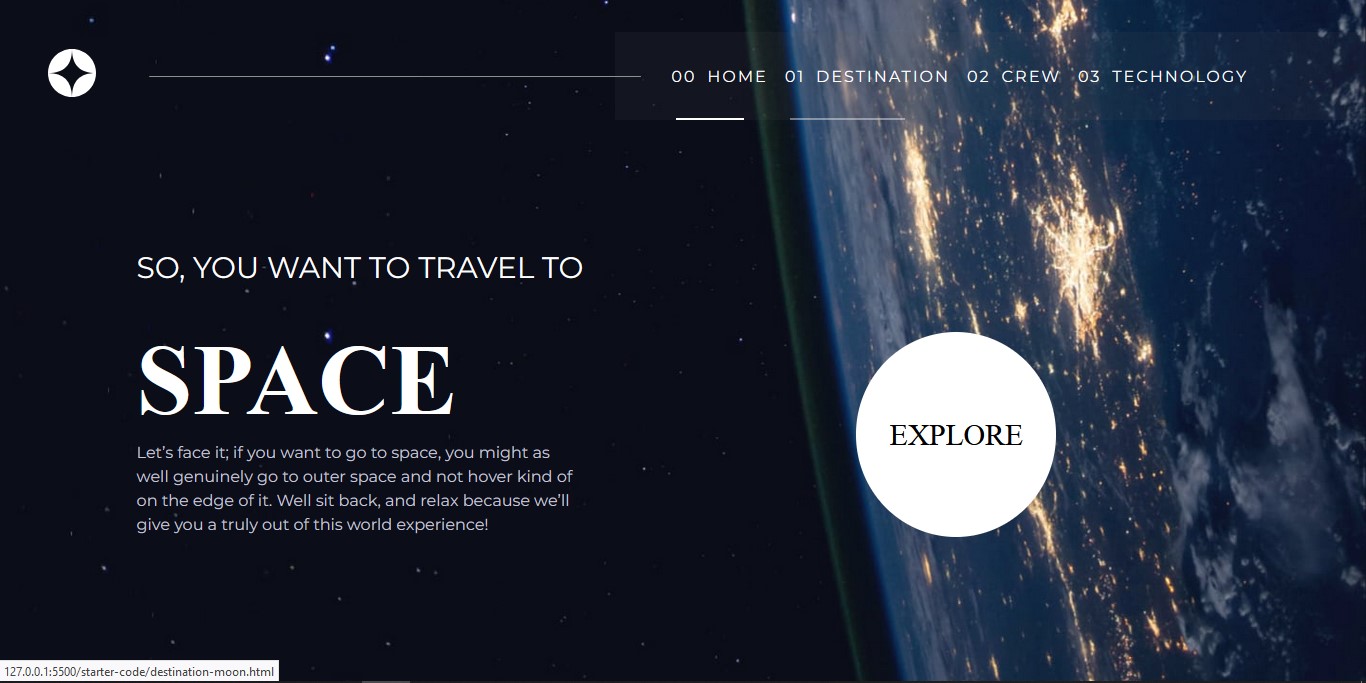 00 HOME 01 DESTINATION 02 CREW 03 TECHNOLOGY
SO, YOU WANT TO TRAVEL TO
SPACE
Let’s face it; if you want to go to space, you might as
well genuinely go to outer space and not hover kind of
on the edge of it. Well sit back, and relax because we’ll
give you a truly out of this world experience!
EXPLORE
127.0.0.1:5500/starter-code/destination-moon.html